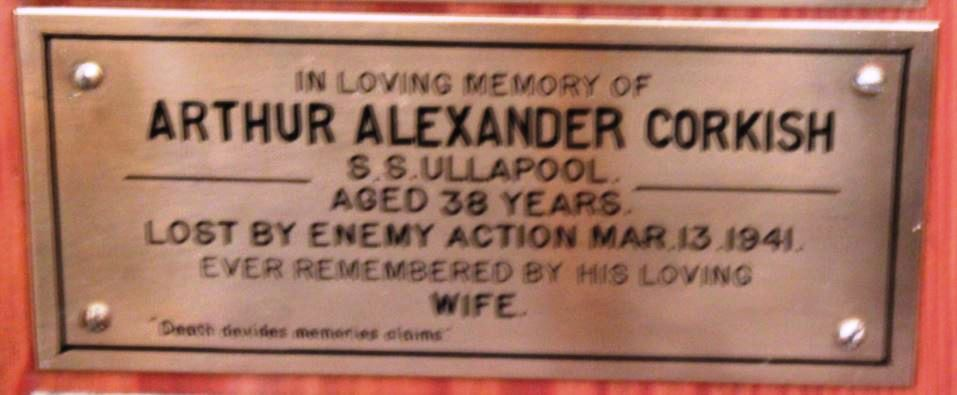 IN LOVING MEMORY OF
ARTHUR ALEXANDER CORKISH
S.S. ULLAPOOL.
AGED 38 YEARS.
LOST BY ENEMY ACTION MAR. 13. 1941.
EVER REMEMBERED BY HIS LOVING
WIFE.
"Death devides memories claims"